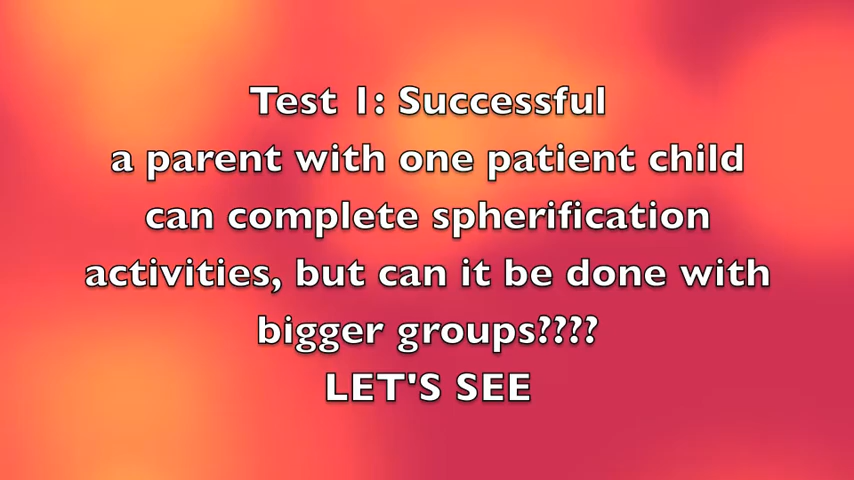 Test 1: Successful
a parent with one patient child
can complete spherification
activities, but can it be done with
bigger groups????
LET'S SEE